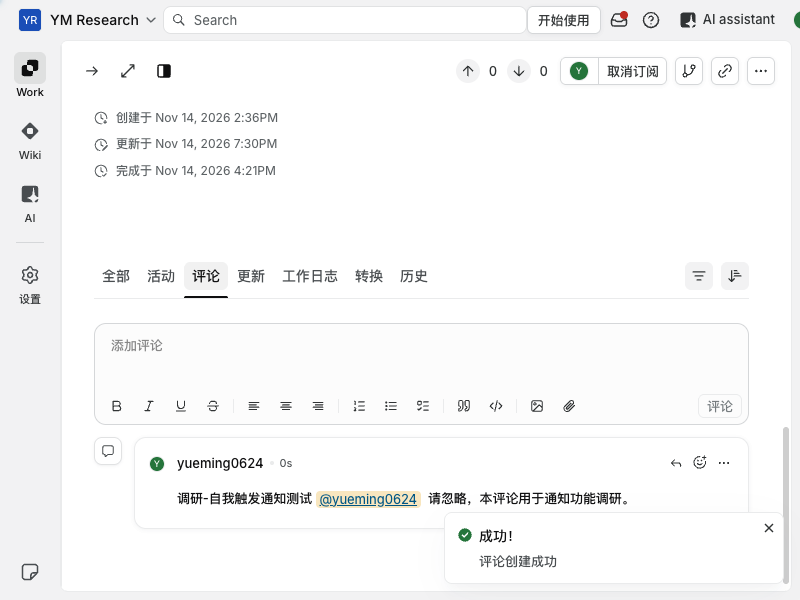 YR YM Research Search 开始使用 AI assistant
Work
Wiki
AI
设置
0 0 Y 取消订阅
创建于 Nov 14, 2026 2:36PM
更新于 Nov 14, 2026 7:30PM
完成于 Nov 14, 2026 4:21PM
全部 活动 评论 更新 工作日志 转换 历史
添加评论
评论
Y yueming0624 0s
调研-自我触发通知测试 @yueming0624 请忽略，本评论用于通知功能调研。
成功!
评论创建成功